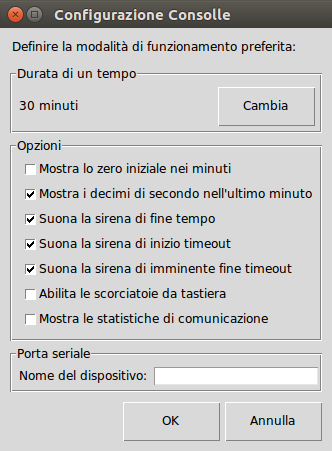 Configurazione Consolle
Definire la modalità di funzionamento preferita:
Durata di un tempo
30 minuti
Cambia
Opzioni
Mostra lo zero iniziale nei minuti
Mostra i decimi di secondo nell'ultimo minuto
Suona la sirena di fine tempo
Suona la sirena di inizio timeout
Suona la sirena di imminente fine timeout
Abilita le scorciatoie da tastiera
Mostra le statistiche di comunicazione
Porta seriale
Nome del dispositivo:
OK
Annulla